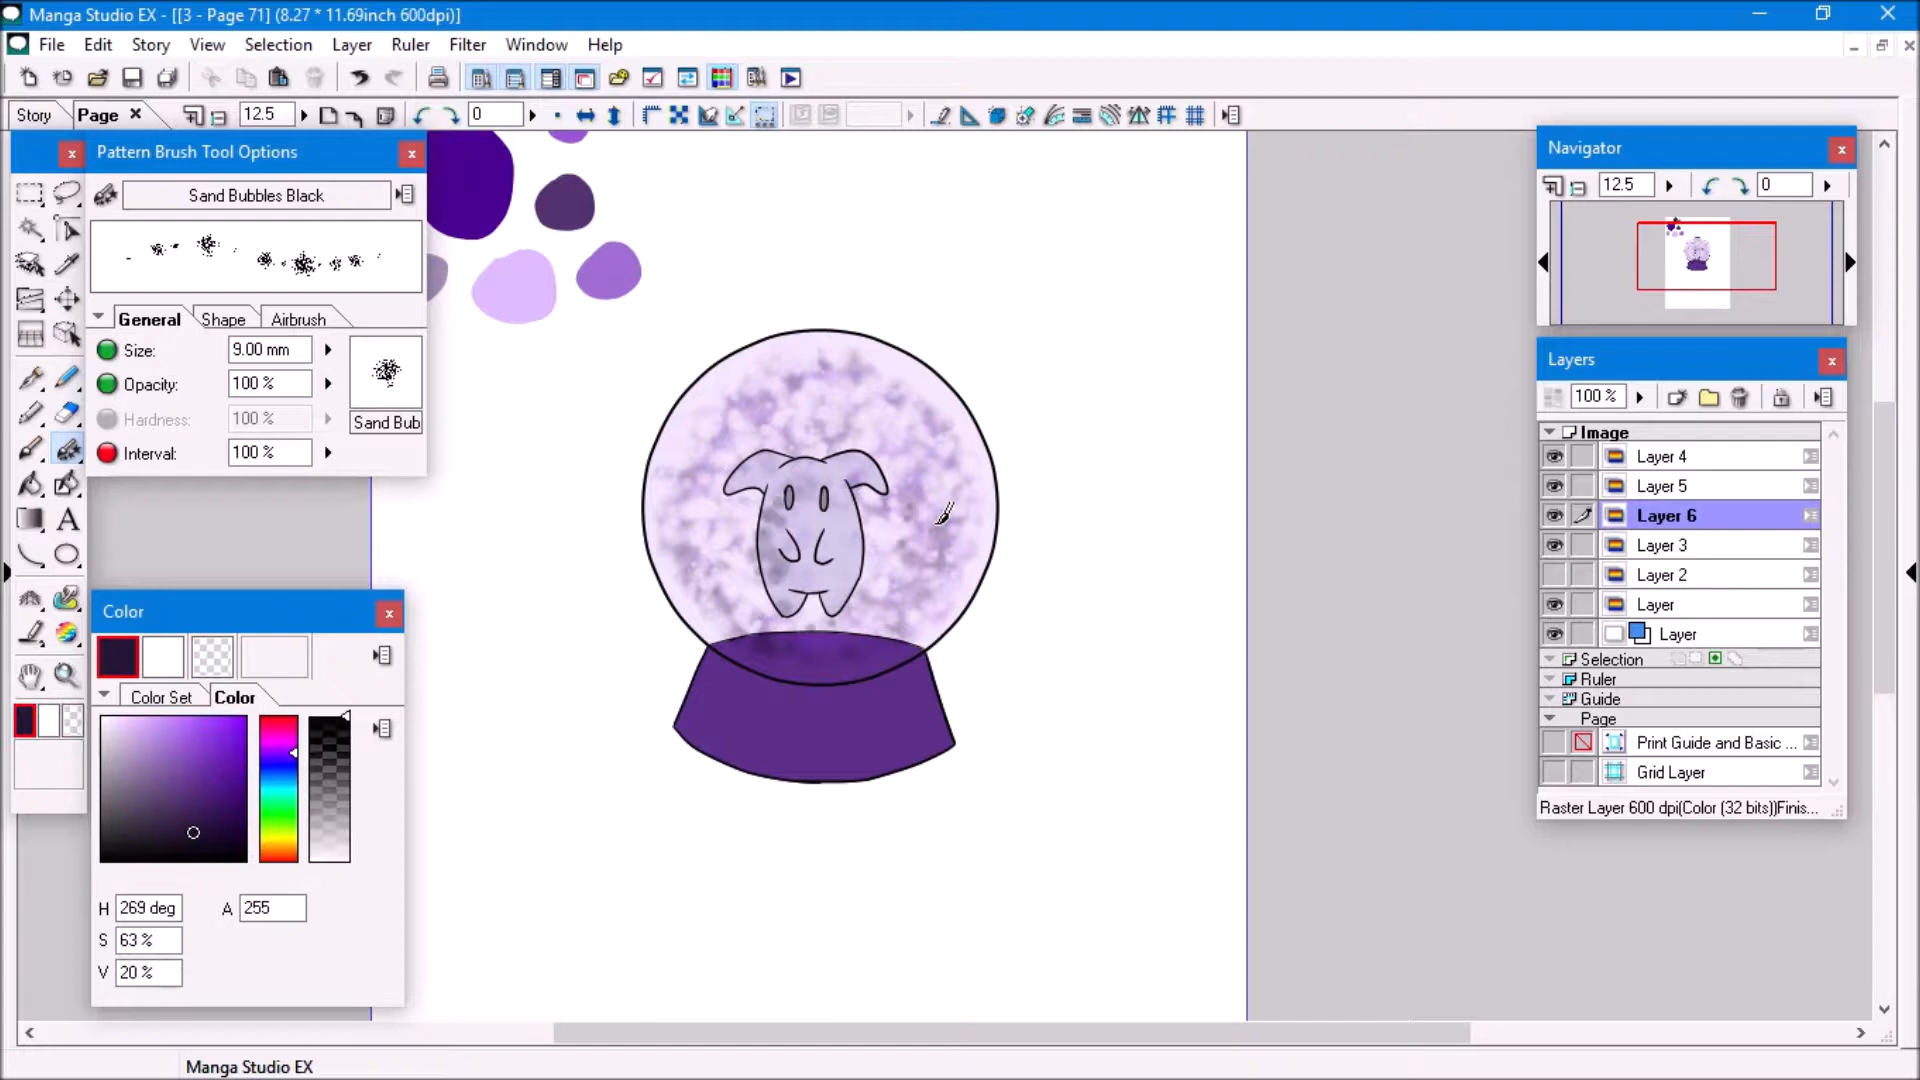 Manga Studio EX - [[3 - Page 71] (8.27 * 11.69inch 600dpi)]
File Edit Story View Selection Layer Ruler Filter Window Help
Story Page 12.5 0
Pattern Brush Tool Options
Sand Bubbles Black
General Shape Airbrush
Size: 9.00 mm
Opacity: 100 %
Hardness: 100 %
Sand Bub
Interval: 100 %
Color
Color Set Color
H 269 deg A 255
S 63 %
V 20 %
Navigator
12.5 0
Layers
100 %
Image
Layer 4
Layer 5
Layer 6
Layer 3
Layer 2
Layer
Layer
Selection
Ruler
Guide
Page
Print Guide and Basic ...
Grid Layer
Raster Layer 600 dpi(Color (32 bits))Finis...
Manga Studio EX